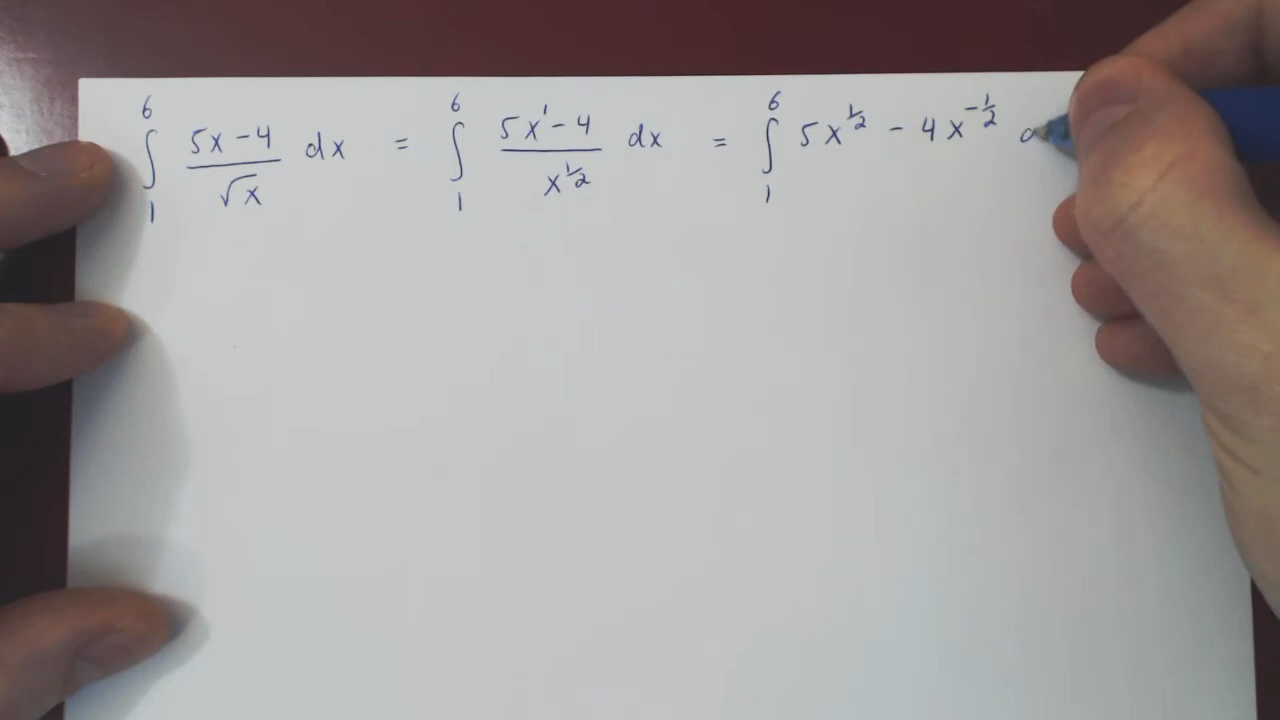 ∫₁⁶ (5x − 4)/√x dx = ∫₁⁶ (5x¹ − 4)/x^(1/2) dx = ∫₁⁶ 5x^(1/2) − 4x^(−1/2)